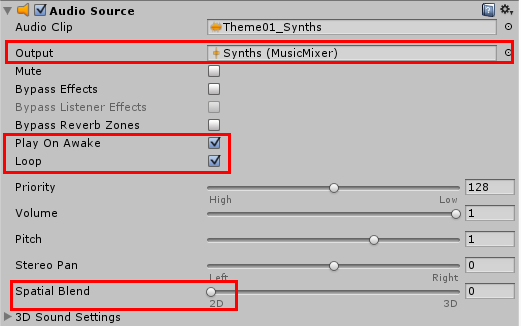 Audio Source
Audio Clip Theme01_Synths
Output Synths (MusicMixer)
Mute
Bypass Effects
Bypass Listener Effects
Bypass Reverb Zones
Play On Awake
Loop
Priority 128
High Low
Volume 1
Pitch 1
Stereo Pan 0
Left Right
Spatial Blend 0
2D 3D
3D Sound Settings